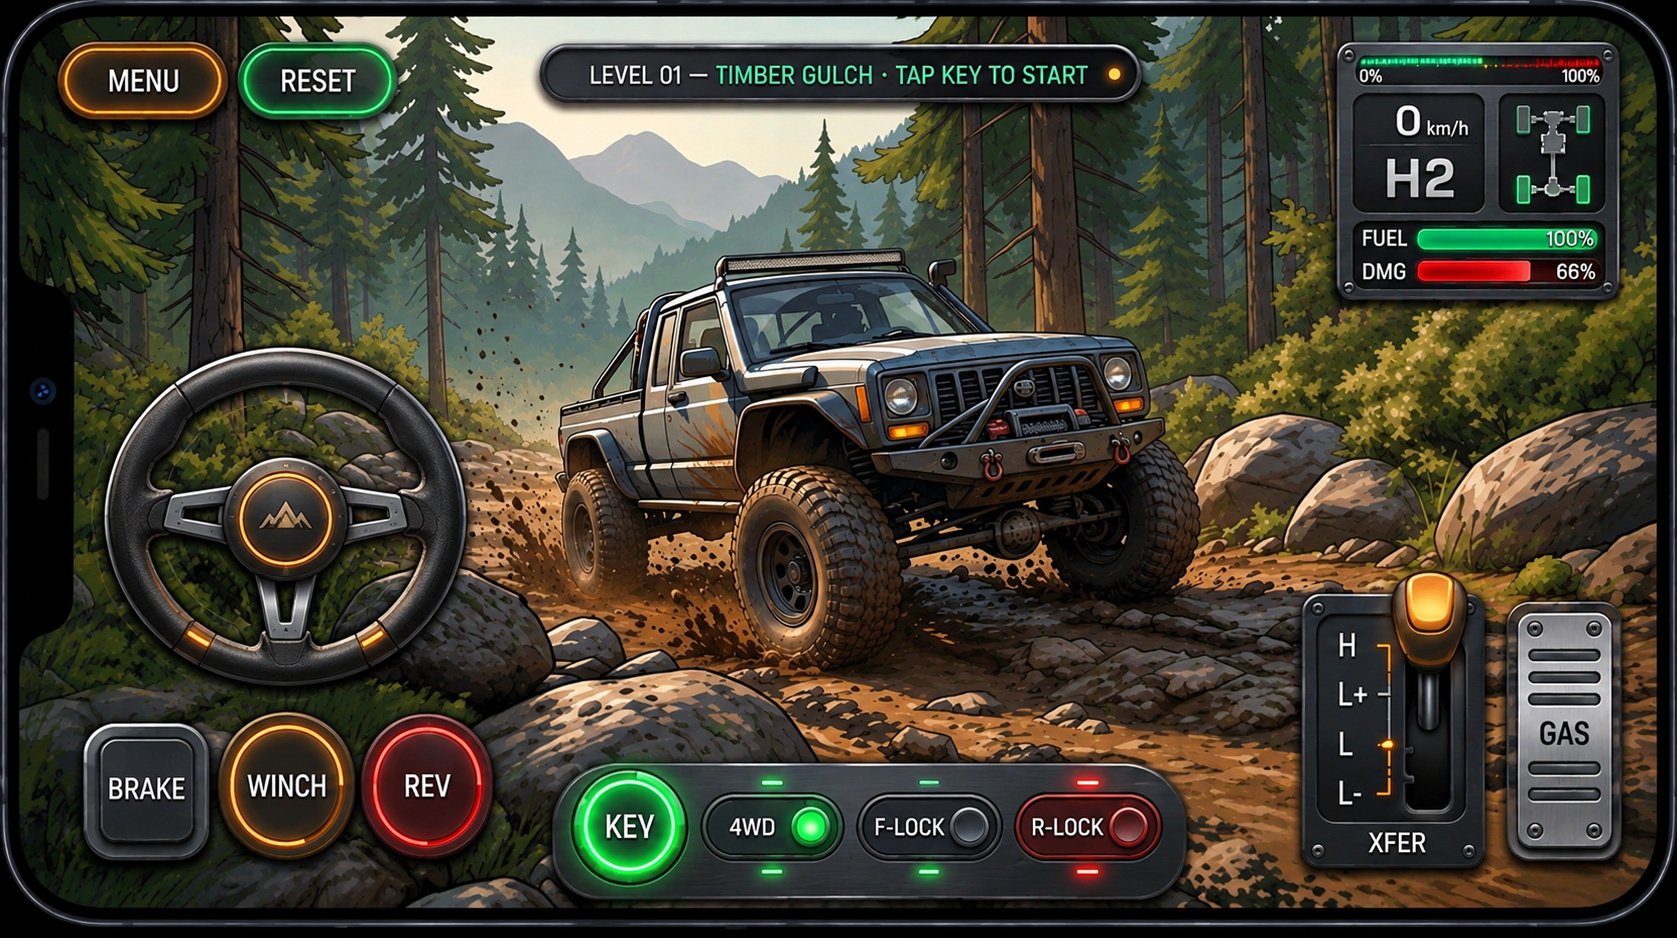 MENU
RESET
LEVEL 01 — TIMBER GULCH · TAP KEY TO START
0% 100%
0 km/h
H2
FUEL 100%
DMG 66%
H
L+
L
L-
XFER
GAS
BRAKE
WINCH
REV
KEY
4WD
F-LOCK
R-LOCK